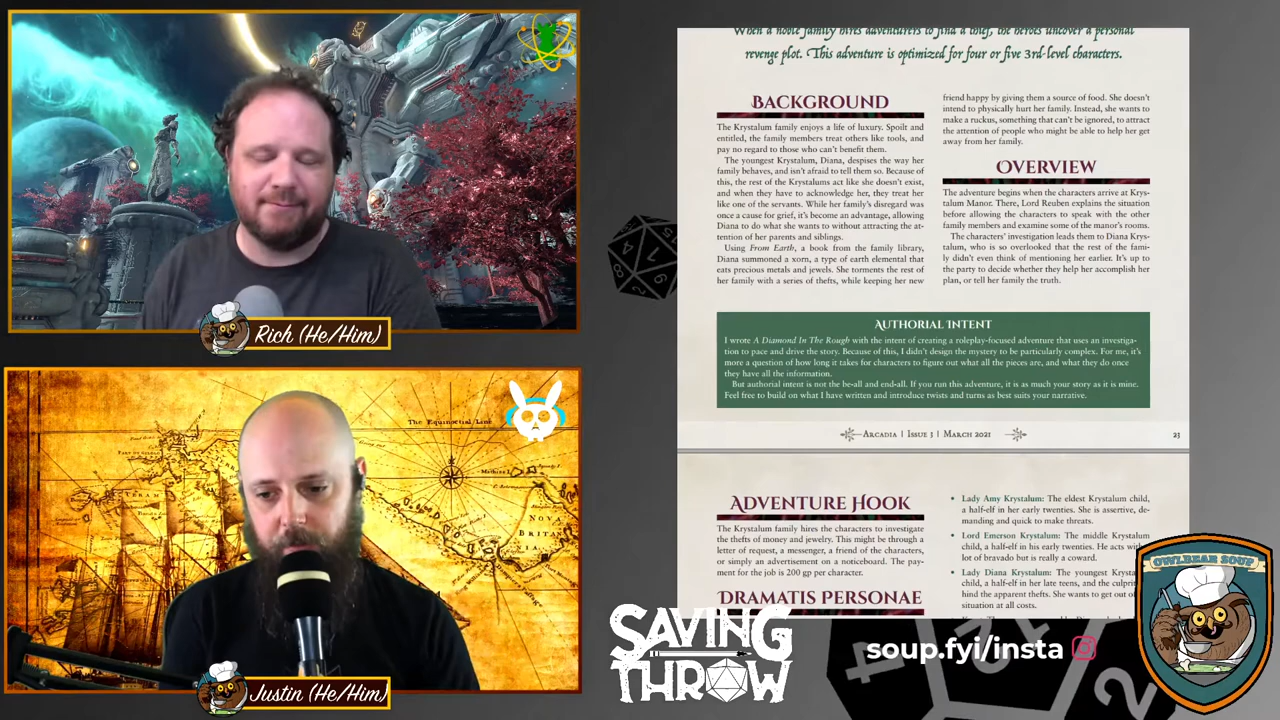 The Equinoctial Line
Rich (He/Him)
Justin (He/Him)
When a noble family hires adventurers to find a thief, the heroes uncover a personal
revenge plot. This adventure is optimized for four or five 3rd-level characters.
Background
The Krystalum family enjoys a life of luxury. Spoilt and
entitled, the family members treat others like tools, and
pay no regard to those who can't benefit them.
The youngest Krystalum, Diana, despises the way her
family behaves, and isn't afraid to tell them so. Because of
this, the rest of the Krystalums act like she doesn't exist,
and when they have to acknowledge her, they treat her
like one of the servants. While her family's disregard was
once a cause for grief, it's become an advantage, allowing
Diana to do what she wants to without attracting the at-
tention of her parents and siblings.
Using From Earth, a book from the family library,
Diana summoned a xorn, a type of earth elemental that
eats precious metals and jewels. She torments the rest of
her family with a series of thefts, while keeping her new
friend happy by giving them a source of food. She doesn't
intend to physically hurt her family. Instead, she wants to
make a ruckus, something that can't be ignored, to attract
the attention of people who might be able to help her get
away from her family.
Overview
The adventure begins when the characters arrive at Krys-
talum Manor. There, Lord Reuben explains the situation
before allowing the characters to speak with the other
family members and examine some of the manor's rooms.
The characters' investigation leads them to Diana Krys-
talum, who is so overlooked that the rest of the fami-
ly didn't even think of mentioning her earlier. It's up to
the party to decide whether they help her accomplish her
plan, or tell her family the truth.
Authorial Intent
I wrote A Diamond In The Rough with the intent of creating a roleplay-focused adventure that uses an investiga-
tion to pace and drive the story. Because of this, I didn't design the mystery to be particularly complex. For me, it's
more a question of how long it takes for characters to figure out what all the pieces are, and what they do once
they have all the information.
But authorial intent is not the be-all and end-all. If you run this adventure, it is as much your story as it is mine.
Feel free to build on what I have written and introduce twists and turns as best suits your narrative.
Arcadia | Issue 3 | March 2021
23
Adventure Hook
The Krystalum family hires the characters to investigate
the thefts of money and jewelry. This might be through a
letter of request, a messenger, a friend of the characters,
or simply an advertisement on a noticeboard. The pay-
ment for the job is 200 gp per character.
Dramatis Personae
• Lady Amy Krystalum: The eldest Krystalum child,
a half-elf in her early twenties. She is assertive, de-
manding and quick to make threats.
• Lord Emerson Krystalum: The middle Krystalum
child, a half-elf in his early twenties. He acts with
lot of bravado but is really a coward.
• Lady Diana Krystalum: The youngest
child, a half-elf in her late teens, and the
hind the apparent thefts. She wants to get out
situation at all costs.
SAVING
THROW
soup.fyi/insta
OWLBEAR SOUP